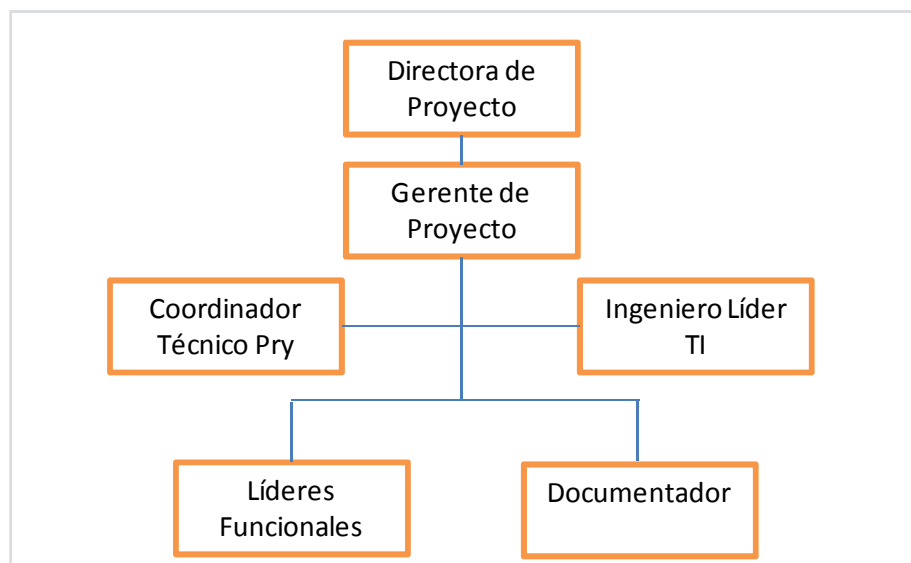 Directora de
Proyecto
Gerente de
Proyecto
Coordinador
Técnico Pry
Ingeniero Líder
TI
Líderes
Funcionales
Documentador